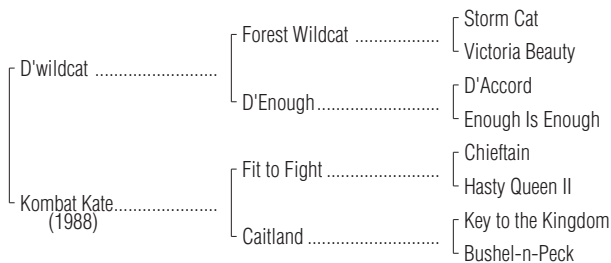 Storm Cat
Forest Wildcat ..................
Victoria Beauty
D'wildcat ..........................
D'Accord
D'Enough..........................
Enough Is Enough
Chieftain
Fit to Fight ........................
Hasty Queen II
Kombat Kate......................
(1988)
Key to the Kingdom
Caitland ............................
Bushel-n-Peck